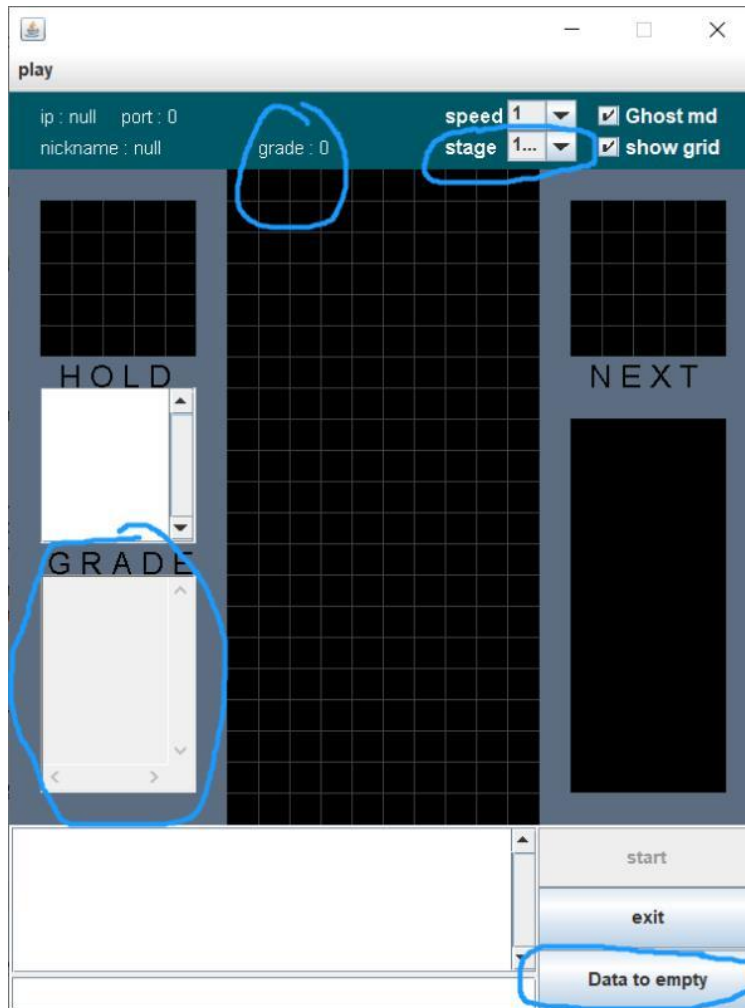 play
ip : null port : 0 speed 1 Ghost md
nickname : null grade : 0 stage 1... show grid
HOLD NEXT
GRADE
start
exit
Data to empty